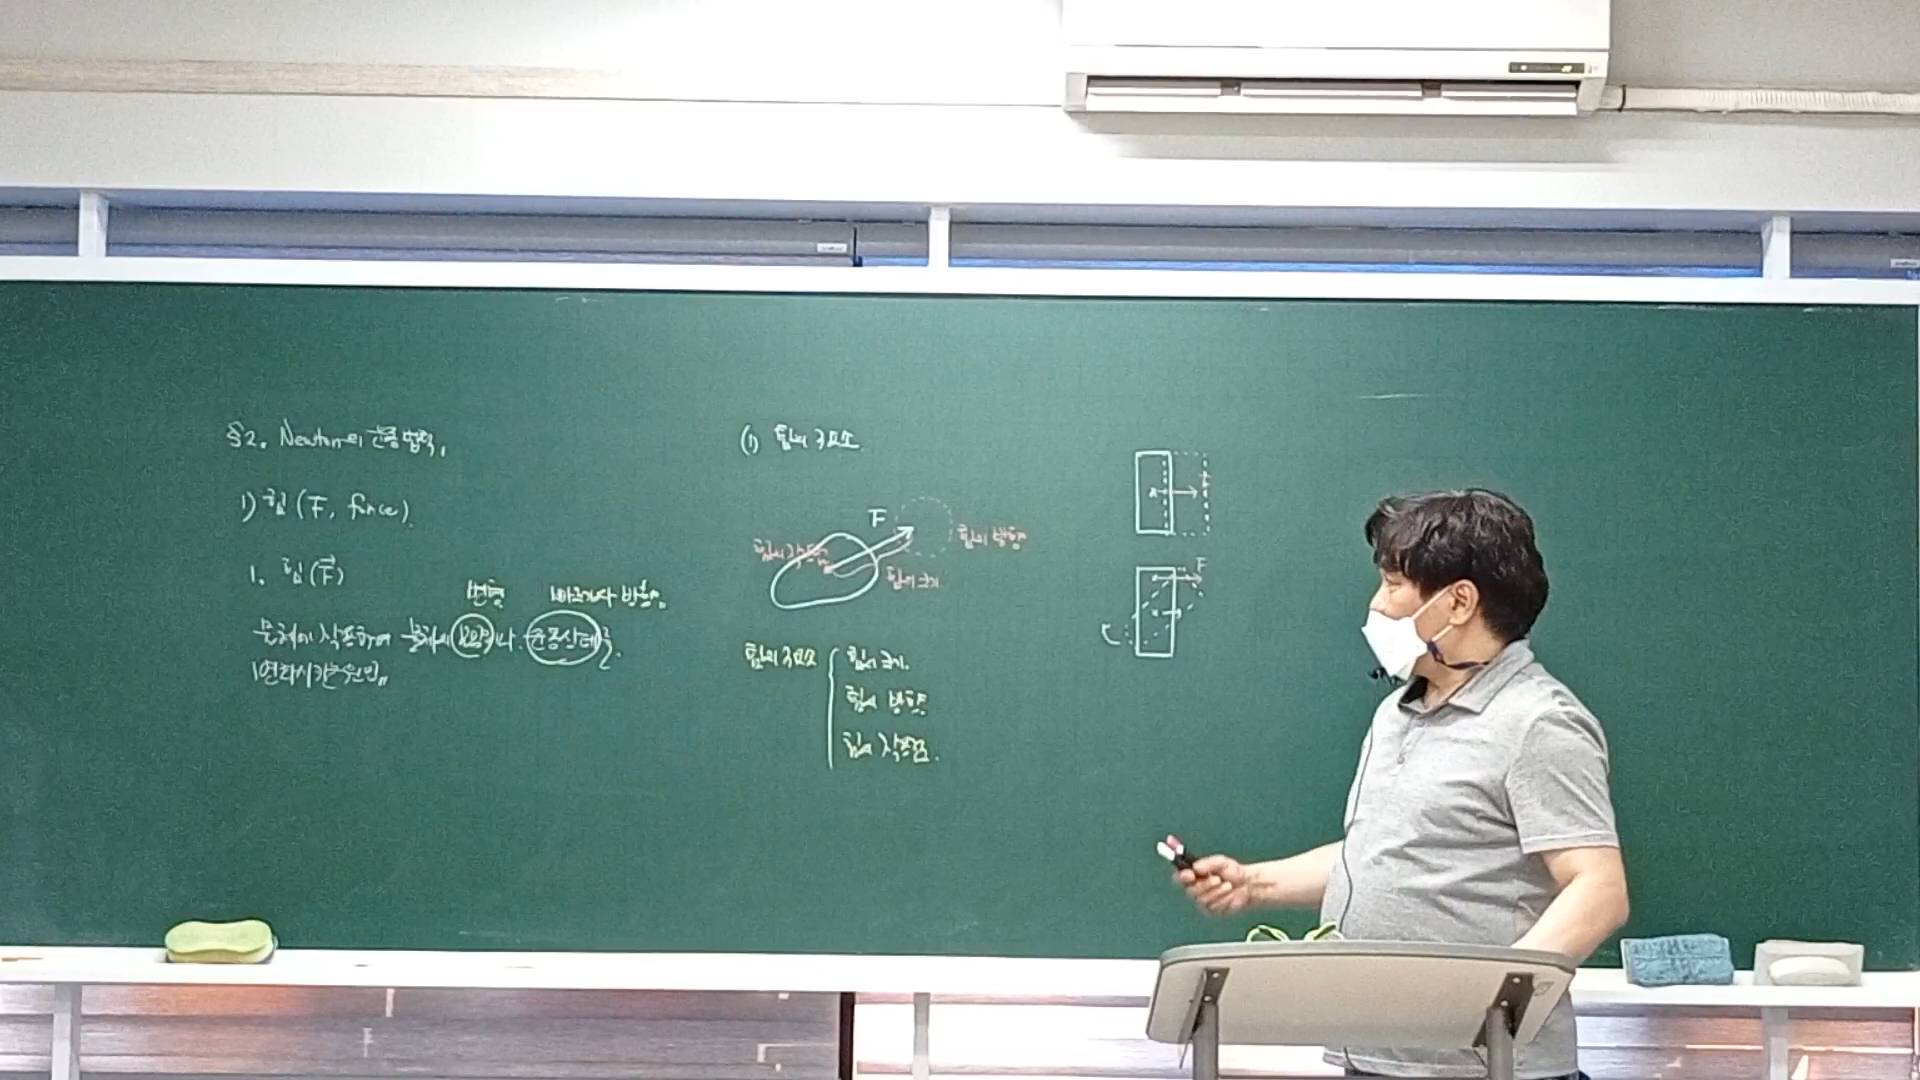 §2. Newton의 운동법칙.
1) 힘 (F, force).
1. 힘(F⃗)
변형 빠르기나 방향.
물체에 작용하여 물체의 모양이나 운동상태를
변화시키는 원인.
(1) 힘의 3요소.
F
힘의 작용점
힘의 방향
힘의 크기
힘의 3요소
힘의 크기.
힘의 방향.
힘의 작용점.
F